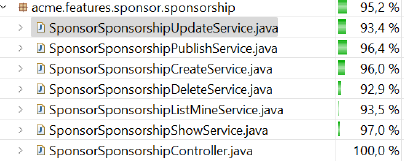 acme.features.sponsor.sponsorship 95,2 %
SponsorSponsorshipUpdateService.java 93,4 %
SponsorSponsorshipPublishService.java 96,4 %
SponsorSponsorshipCreateService.java 96,0 %
SponsorSponsorshipDeleteService.java 92,9 %
SponsorSponsorshipListMineService.java 93,5 %
SponsorSponsorshipShowService.java 97,0 %
SponsorSponsorshipController.java 100,0 %